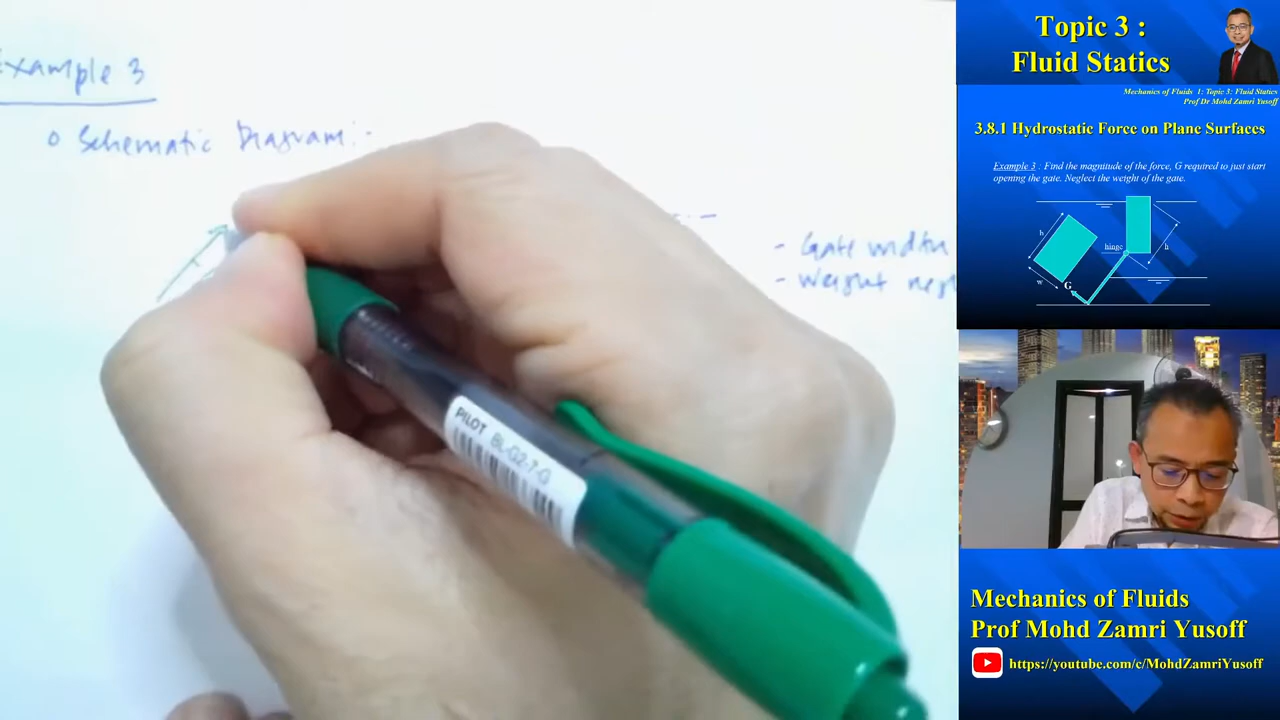 Example 3
o Schematic Diagram:-
- Gate width
- Weight neg
PILOT BL-G2-7-G
Topic 3 :
Fluid Statics
Mechanics of Fluids 1: Topic 3: Fluid Statics
Prof Dr Mohd Zamri Yusoff
3.8.1 Hydrostatic Force on Plane Surfaces
Example 3 : Find the magnitude of the force, G required to just start
opening the gate. Neglect the weight of the gate.
h
hinge
h
w
G
Mechanics of Fluids
Prof Mohd Zamri Yusoff
https://youtube.com/c/MohdZamriYusoff